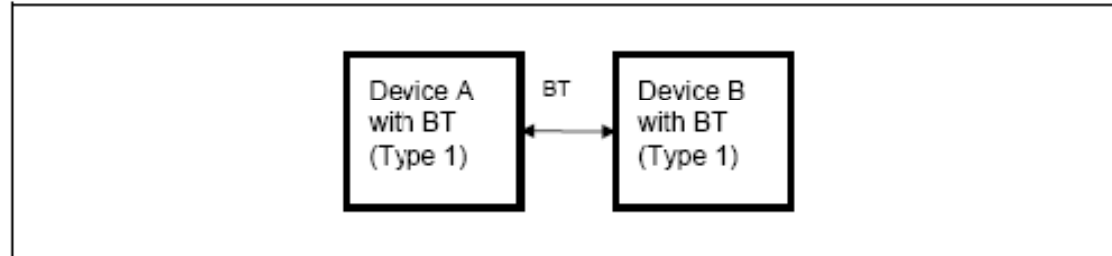 Device A
with BT
(Type 1)
BT
Device B
with BT
(Type 1)